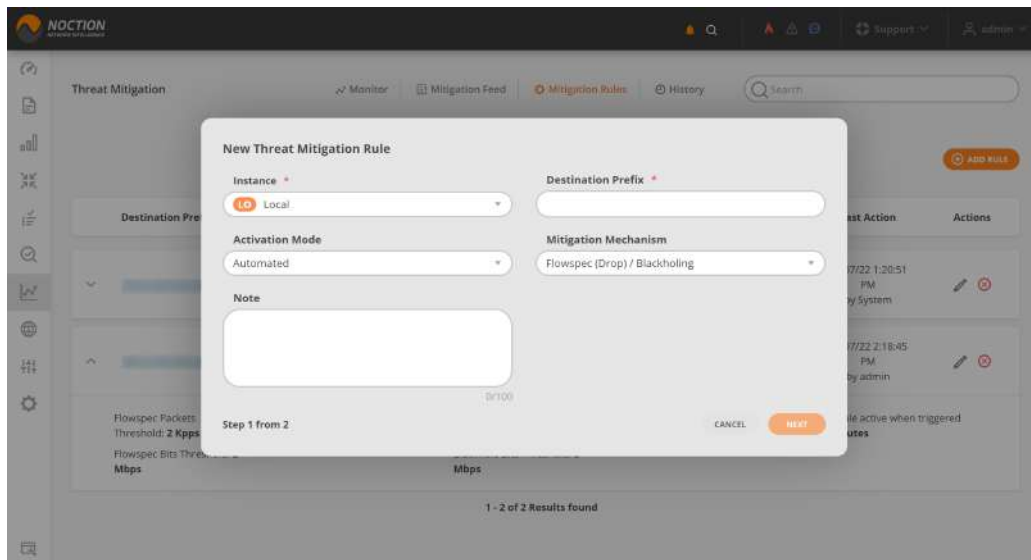 NOCTION
Support
admin
Threat Mitigation
Monitor
Mitigation Feed
Mitigation Rules
History
Search
ADD RULE
New Threat Mitigation Rule
Instance *
Destination Prefix *
LO Local
Activation Mode
Mitigation Mechanism
Automated
Flowspec (Drop) / Blackholing
Note
0/100
Step 1 from 2
CANCEL
NEXT
Destination Pre
ast Action
Actions
07/22 1:20:51
PM
by System
07/22 2:18:45
PM
by admin
Flowspec Packets
Threshold: 2 Kpps
Flowspec Bits
Mbps
Mbps
le active when triggered
utes
1 - 2 of 2 Results found